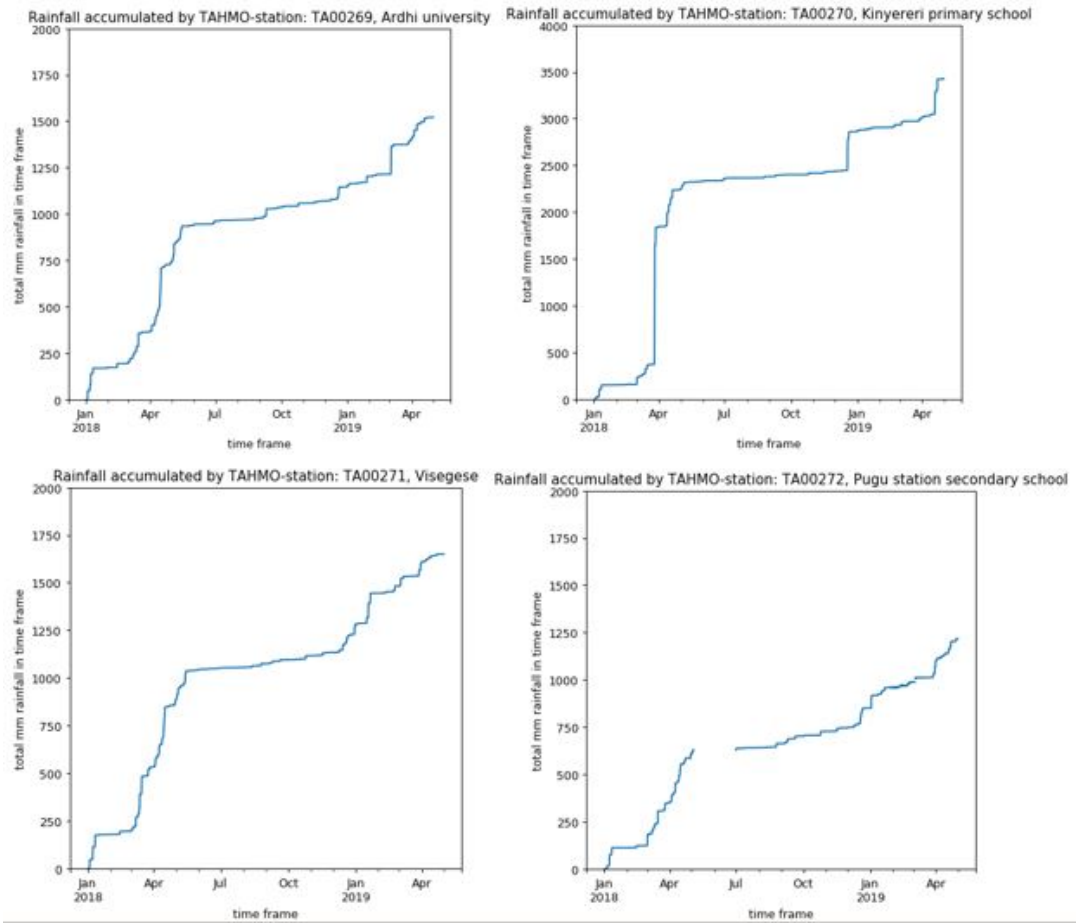 Rainfall accumulated by TAHMO-station: TA00269, Ardhi university
2000
1750
1500
1250
1000
750
500
250
0
total mm rainfall in time frame
Jan Apr Jul Oct Jan Apr
2018 2019
time frame
Rainfall accumulated by TAHMO-station: TA00270, Kinyereri primary school
4000
3500
3000
2500
2000
1500
1000
500
0
total mm rainfall in time frame
Jan Apr Jul Oct Jan Apr
2018 2019
time frame
Rainfall accumulated by TAHMO-station: TA00271, Visegese
2000
1750
1500
1250
1000
750
500
250
0
total mm rainfall in time frame
Jan Apr Jul Oct Jan Apr
2018 2019
time frame
Rainfall accumulated by TAHMO-station: TA00272, Pugu station secondary school
2000
1750
1500
1250
1000
750
500
250
0
total mm rainfall in time frame
Jan Apr Jul Oct Jan Apr
2018 2019
time frame